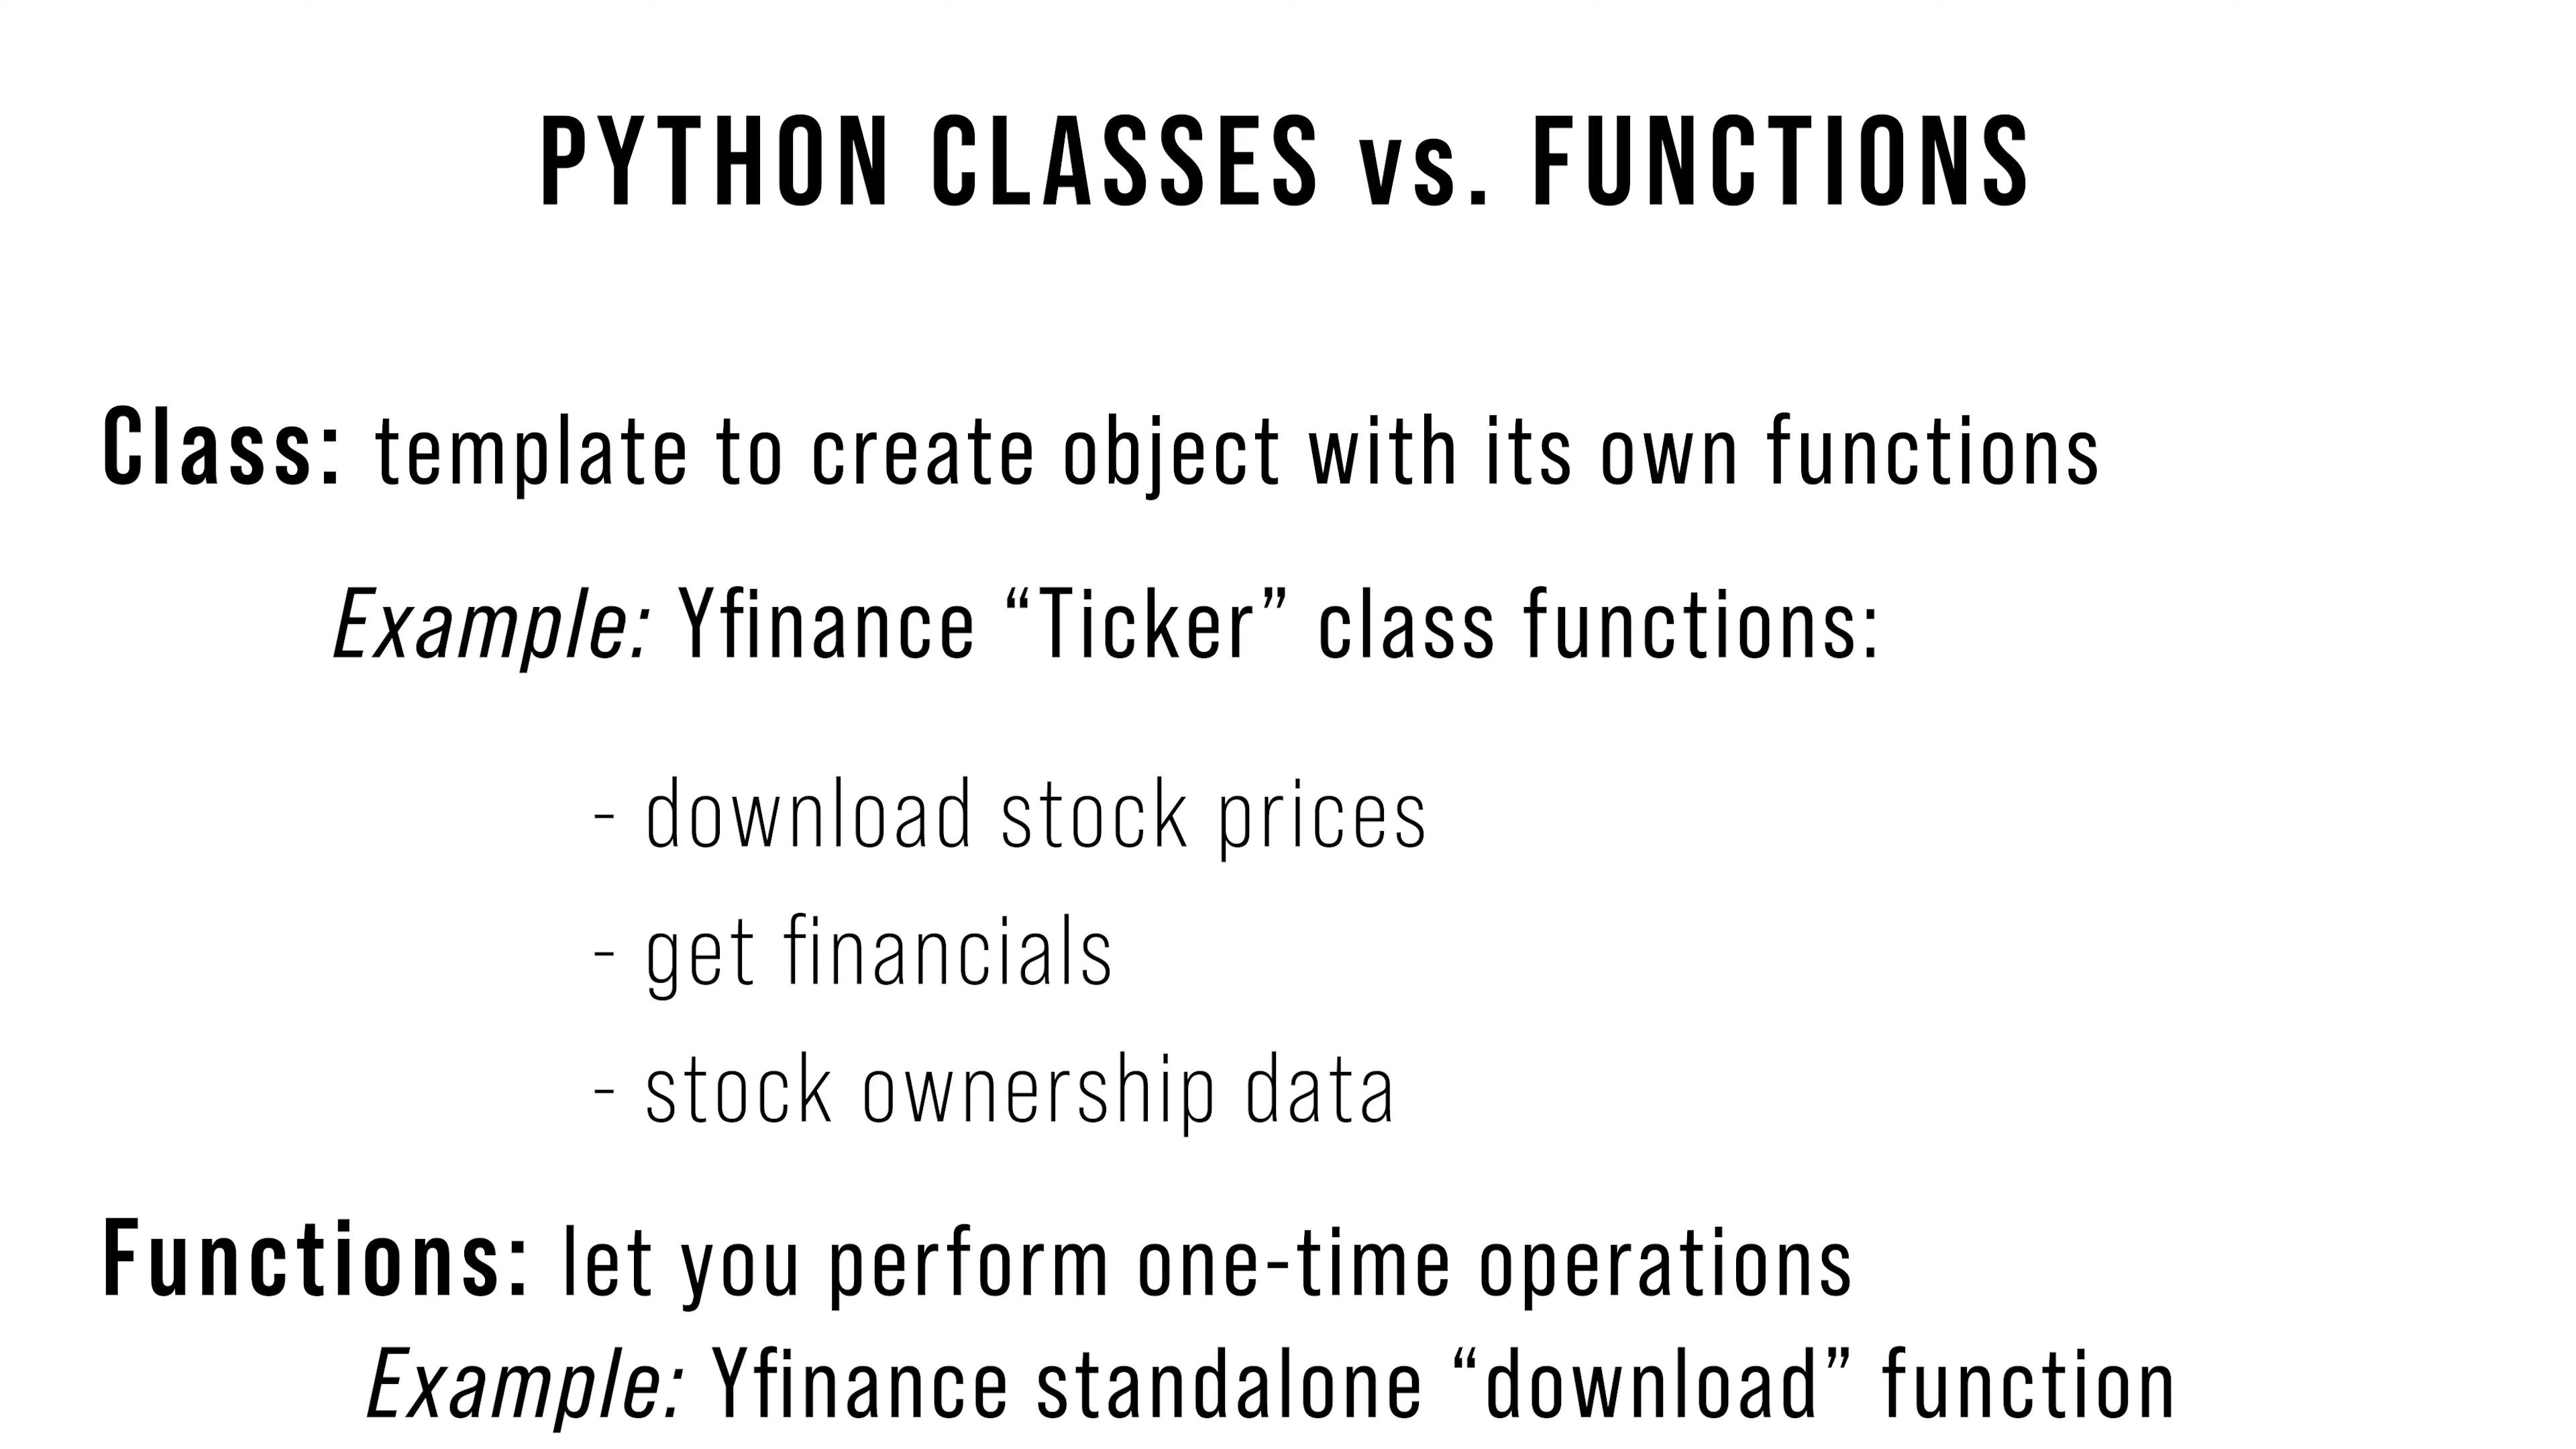 PYTHON CLASSES vs. FUNCTIONS
Class: template to create object with its own functions
Example: Yfinance “Ticker” class functions:
- download stock prices
- get financials
- stock ownership data
Functions: let you perform one-time operations
Example: Yfinance standalone “download” function